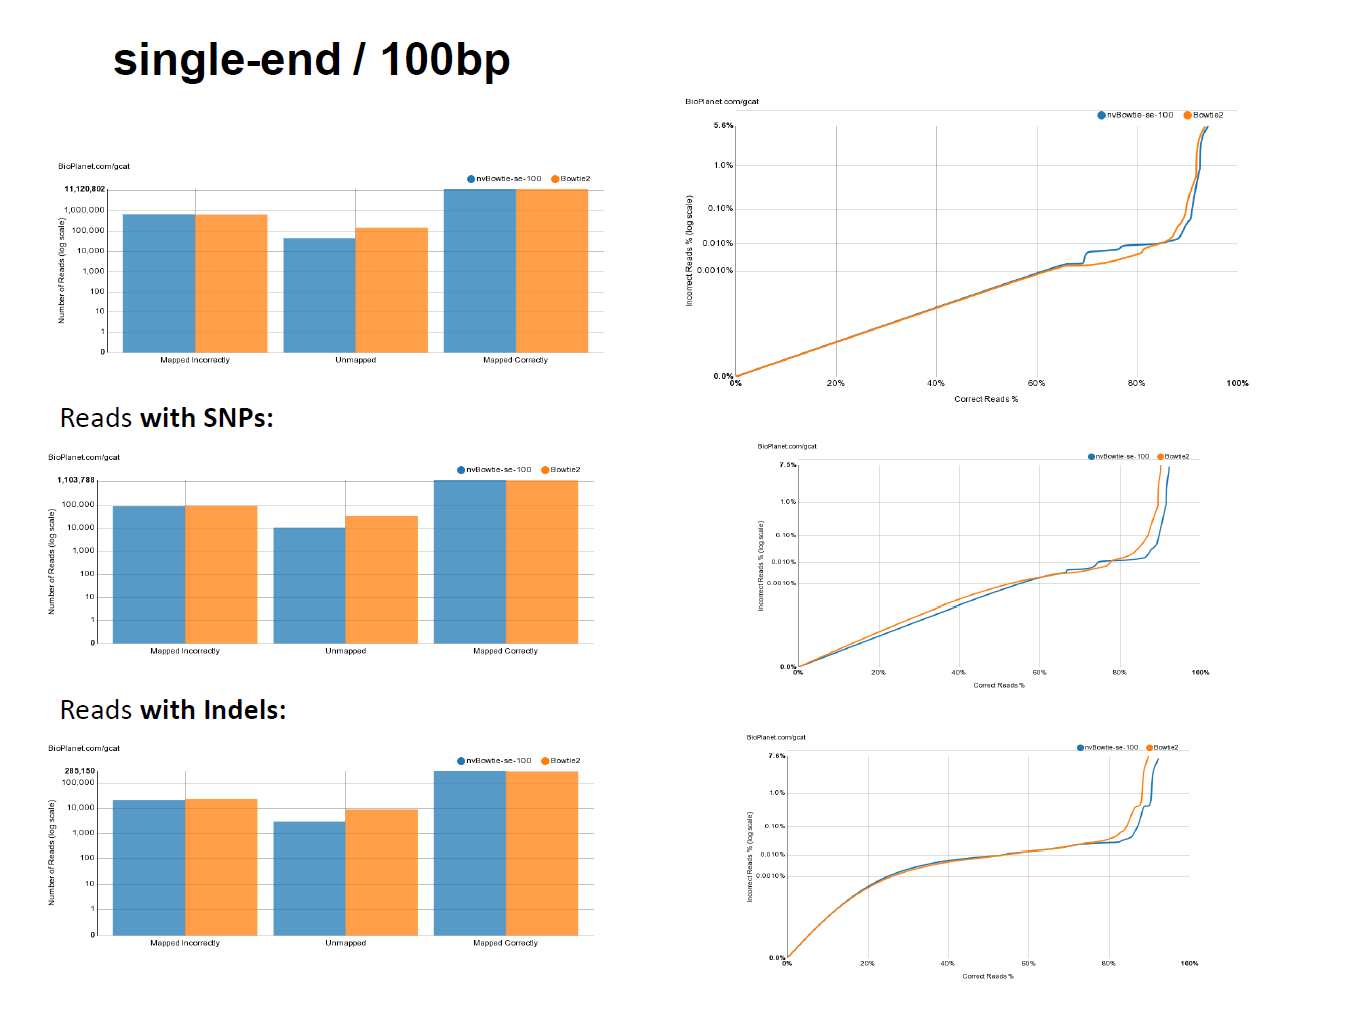 single-end / 100bp
BioPlanet.com/gcat
nvBowtie-se-100 Bowtie2
11,120,802
1,000,000
100,000
10,000
1,000
100
10
1
0
Number of Reads (log scale)
Mapped Incorrectly Unmapped Mapped Correctly
BioPlanet.com/gcat
nvBowtie-se-100 Bowtie2
5.6%
1.0%
0.10%
0.010%
0.0010%
0.0%
Incorrect Reads % (log scale)
0% 20% 40% 60% 80% 100%
Correct Reads %
Reads with SNPs:
BioPlanet.com/gcat
nvBowtie-se-100 Bowtie2
1,103,788
100,000
10,000
1,000
100
10
1
0
Number of Reads (log scale)
Mapped Incorrectly Unmapped Mapped Correctly
BioPlanet.com/gcat
nvBowtie-se-100 Bowtie2
7.5%
1.0%
0.10%
0.010%
0.0010%
0.0%
Incorrect Reads % (log scale)
0% 20% 40% 60% 80% 100%
Correct Reads %
Reads with Indels:
BioPlanet.com/gcat
nvBowtie-se-100 Bowtie2
285,150
100,000
10,000
1,000
100
10
1
0
Number of Reads (log scale)
Mapped Incorrectly Unmapped Mapped Correctly
BioPlanet.com/gcat
nvBowtie-se-100 Bowtie2
7.6%
1.0%
0.10%
0.010%
0.0010%
0.0%
Incorrect Reads % (log scale)
0% 20% 40% 60% 80% 100%
Correct Reads %